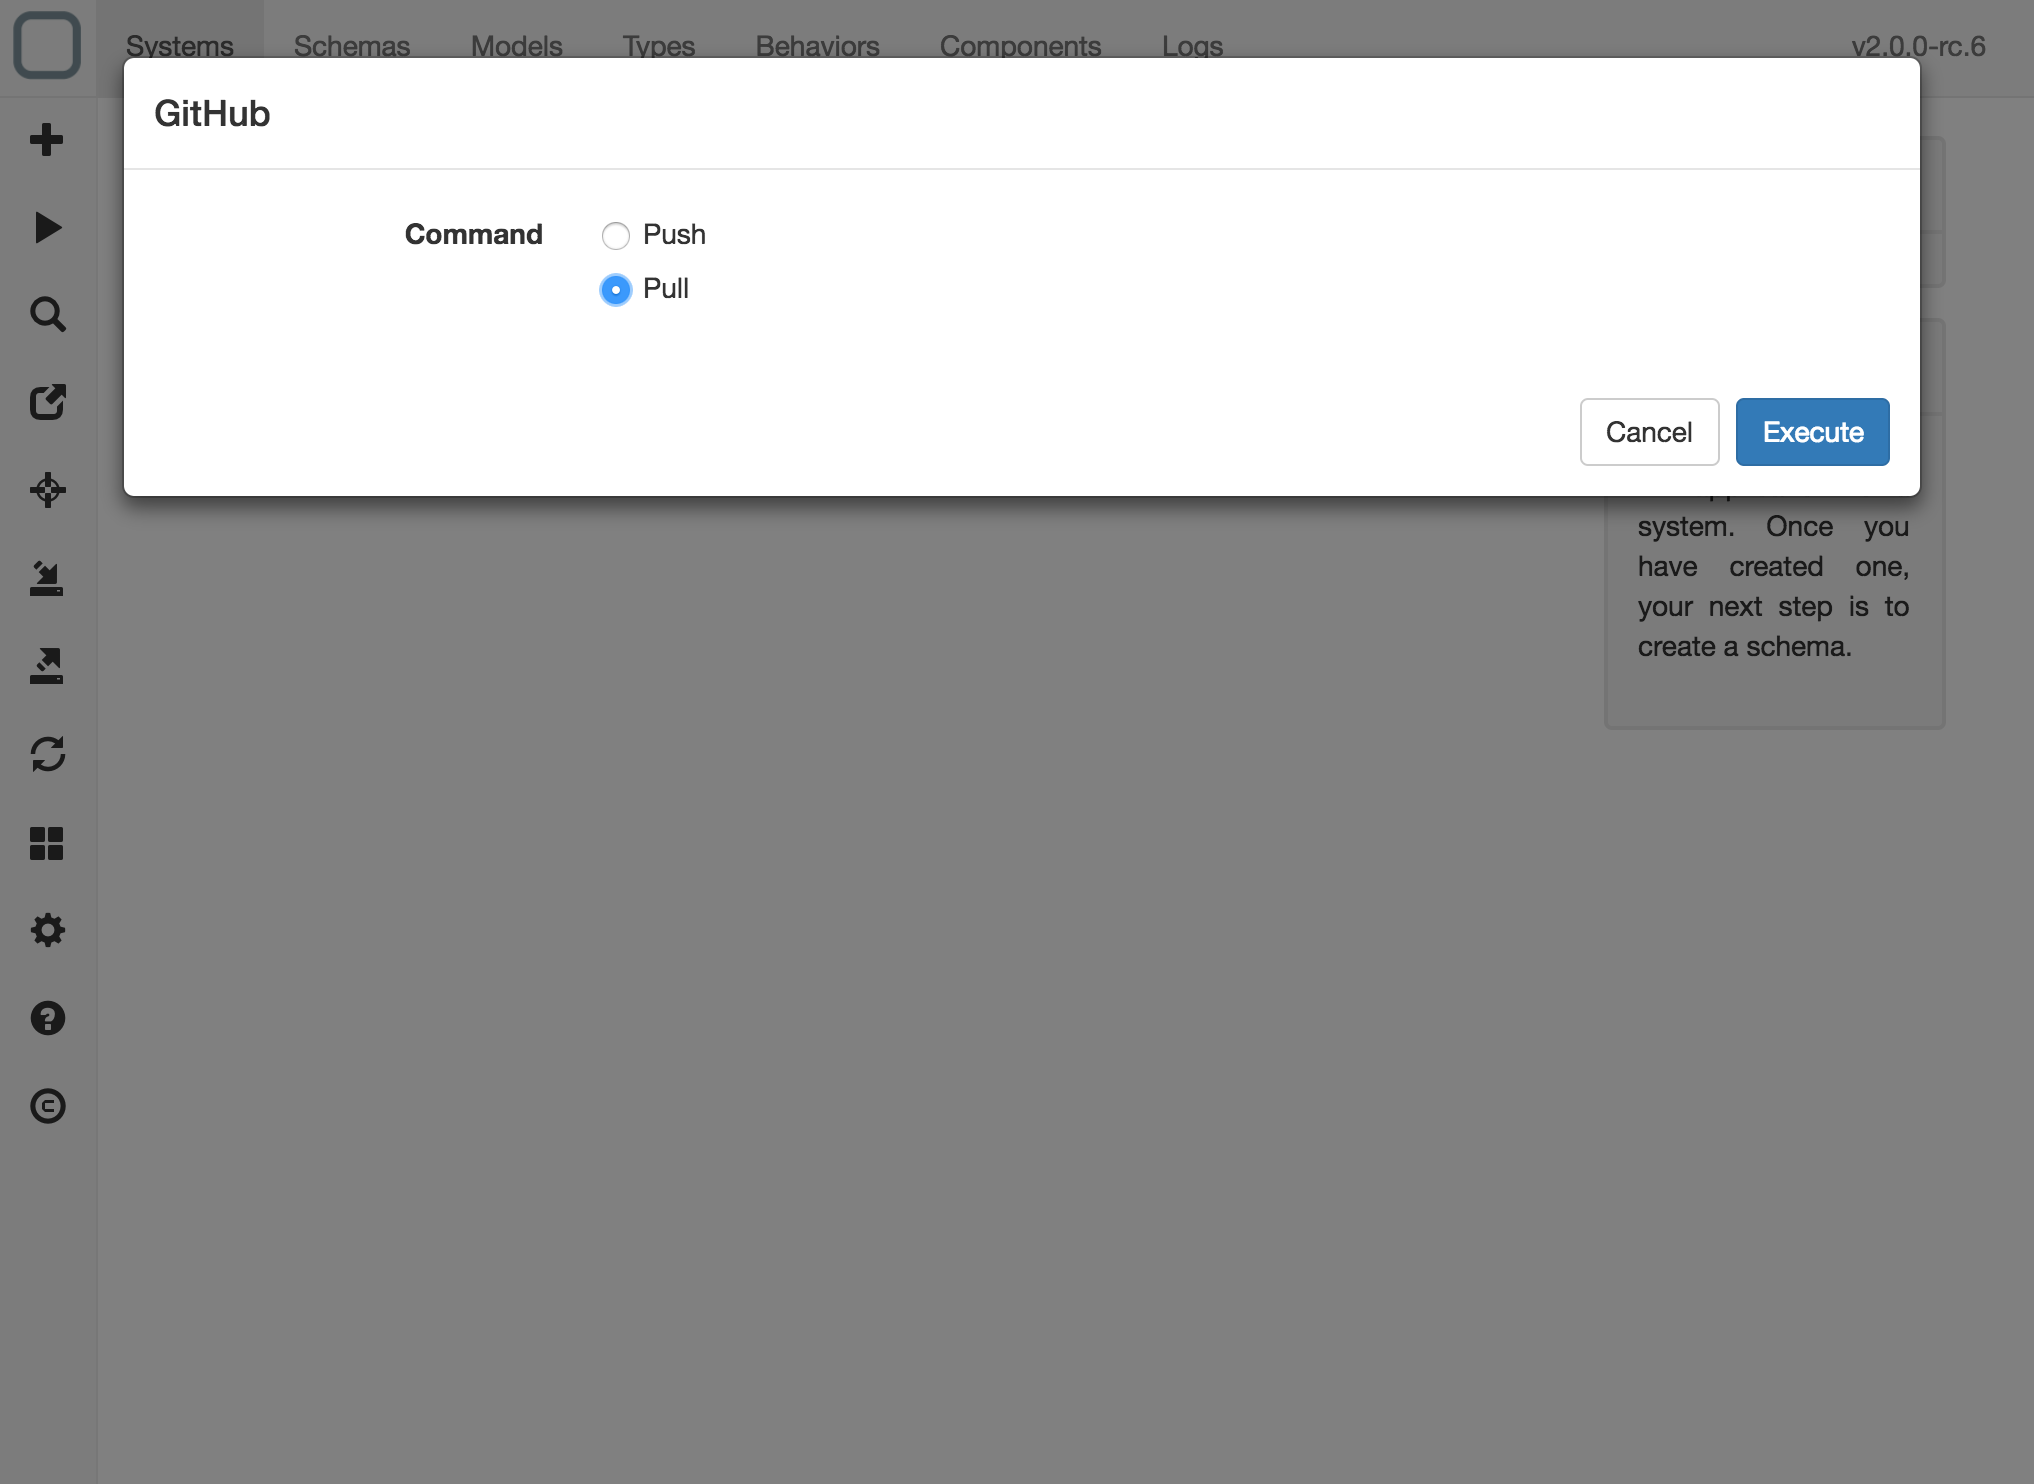 Systems Schemas Models Types Behaviors Components Logs v2.0.0-rc.6
GitHub
Command Push
Pull
Cancel Execute
system. Once you
have created one,
your next step is to
create a schema.